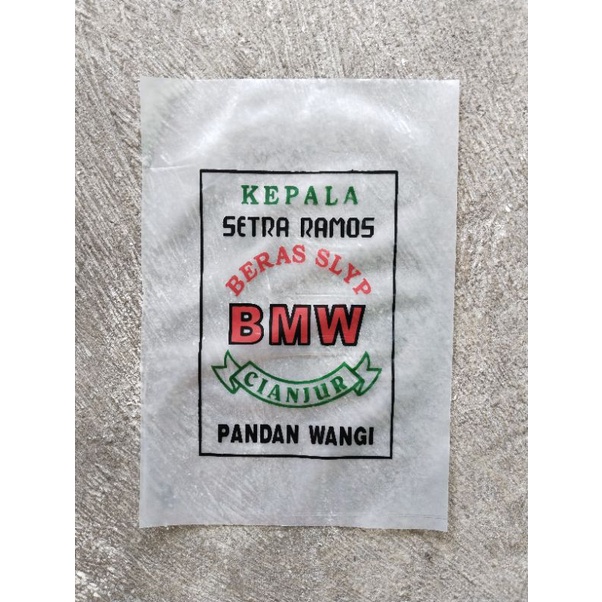 KEPALA
SETRA RAMOS
BERAS SLYP
BMW
CIANJUR
PANDAN WANGI